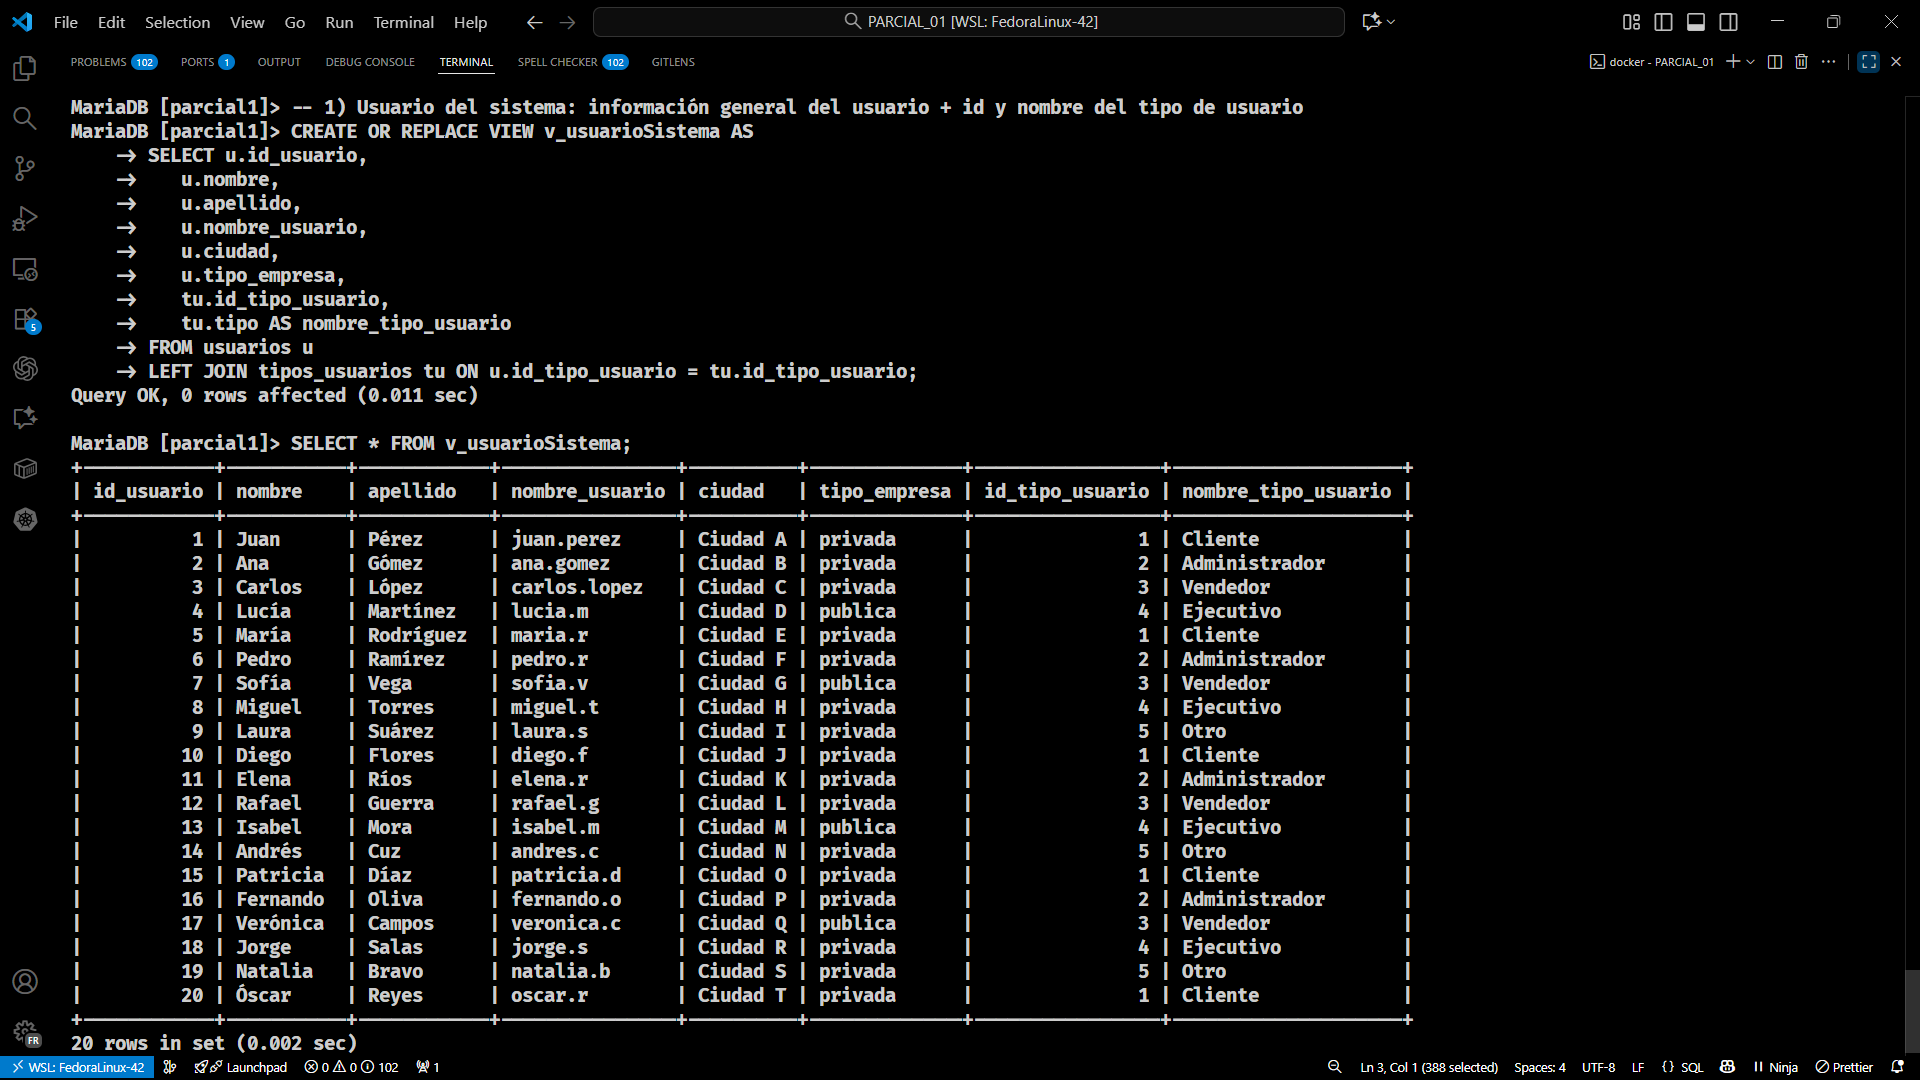 File Edit Selection View Go Run Terminal Help
PARCIAL_01 [WSL: FedoraLinux-42]
PROBLEMS 102 PORTS 1 OUTPUT DEBUG CONSOLE TERMINAL SPELL CHECKER 102 GITLENS
docker - PARCIAL_01
MariaDB [parcial1]> -- 1) Usuario del sistema: información general del usuario + id y nombre del tipo de usuario
MariaDB [parcial1]> CREATE OR REPLACE VIEW v_usuarioSistema AS
-> SELECT u.id_usuario,
->    u.nombre,
->    u.apellido,
->    u.nombre_usuario,
->    u.ciudad,
->    u.tipo_empresa,
->    tu.id_tipo_usuario,
->    tu.tipo AS nombre_tipo_usuario
-> FROM usuarios u
-> LEFT JOIN tipos_usuarios tu ON u.id_tipo_usuario = tu.id_tipo_usuario;
Query OK, 0 rows affected (0.011 sec)
MariaDB [parcial1]> SELECT * FROM v_usuarioSistema;
| id_usuario | nombre | apellido | nombre_usuario | ciudad | tipo_empresa | id_tipo_usuario | nombre_tipo_usuario |
| 1 | Juan | Pérez | juan.perez | Ciudad A | privada | 1 | Cliente |
| 2 | Ana | Gómez | ana.gomez | Ciudad B | privada | 2 | Administrador |
| 3 | Carlos | López | carlos.lopez | Ciudad C | privada | 3 | Vendedor |
| 4 | Lucía | Martínez | lucia.m | Ciudad D | publica | 4 | Ejecutivo |
| 5 | María | Rodríguez | maria.r | Ciudad E | privada | 1 | Cliente |
| 6 | Pedro | Ramírez | pedro.r | Ciudad F | privada | 2 | Administrador |
| 7 | Sofía | Vega | sofia.v | Ciudad G | publica | 3 | Vendedor |
| 8 | Miguel | Torres | miguel.t | Ciudad H | privada | 4 | Ejecutivo |
| 9 | Laura | Suárez | laura.s | Ciudad I | privada | 5 | Otro |
| 10 | Diego | Flores | diego.f | Ciudad J | privada | 1 | Cliente |
| 11 | Elena | Ríos | elena.r | Ciudad K | privada | 2 | Administrador |
| 12 | Rafael | Guerra | rafael.g | Ciudad L | privada | 3 | Vendedor |
| 13 | Isabel | Mora | isabel.m | Ciudad M | publica | 4 | Ejecutivo |
| 14 | Andrés | Cuz | andres.c | Ciudad N | privada | 5 | Otro |
| 15 | Patricia | Díaz | patricia.d | Ciudad O | privada | 1 | Cliente |
| 16 | Fernando | Oliva | fernando.o | Ciudad P | privada | 2 | Administrador |
| 17 | Verónica | Campos | veronica.c | Ciudad Q | publica | 3 | Vendedor |
| 18 | Jorge | Salas | jorge.s | Ciudad R | privada | 4 | Ejecutivo |
| 19 | Natalia | Bravo | natalia.b | Ciudad S | privada | 5 | Otro |
| 20 | Óscar | Reyes | oscar.r | Ciudad T | privada | 1 | Cliente |
20 rows in set (0.002 sec)
5
FR
WSL: FedoraLinux-42 Launchpad 0 0 102 1 Ln 3, Col 1 (388 selected) Spaces: 4 UTF-8 LF {} SQL Ninja Prettier